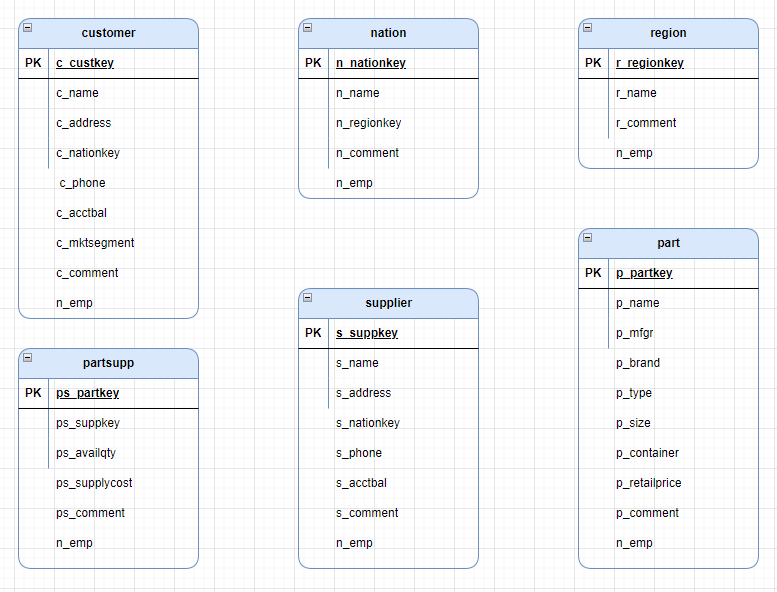 customer
PK c_custkey
c_name
c_address
c_nationkey
c_phone
c_acctbal
c_mktsegment
c_comment
n_emp
nation
PK n_nationkey
n_name
n_regionkey
n_comment
n_emp
region
PK r_regionkey
r_name
r_comment
n_emp
partsupp
PK ps_partkey
ps_suppkey
ps_availqty
ps_supplycost
ps_comment
n_emp
supplier
PK s_suppkey
s_name
s_address
s_nationkey
s_phone
s_acctbal
s_comment
n_emp
part
PK p_partkey
p_name
p_mfgr
p_brand
p_type
p_size
p_container
p_retailprice
p_comment
n_emp